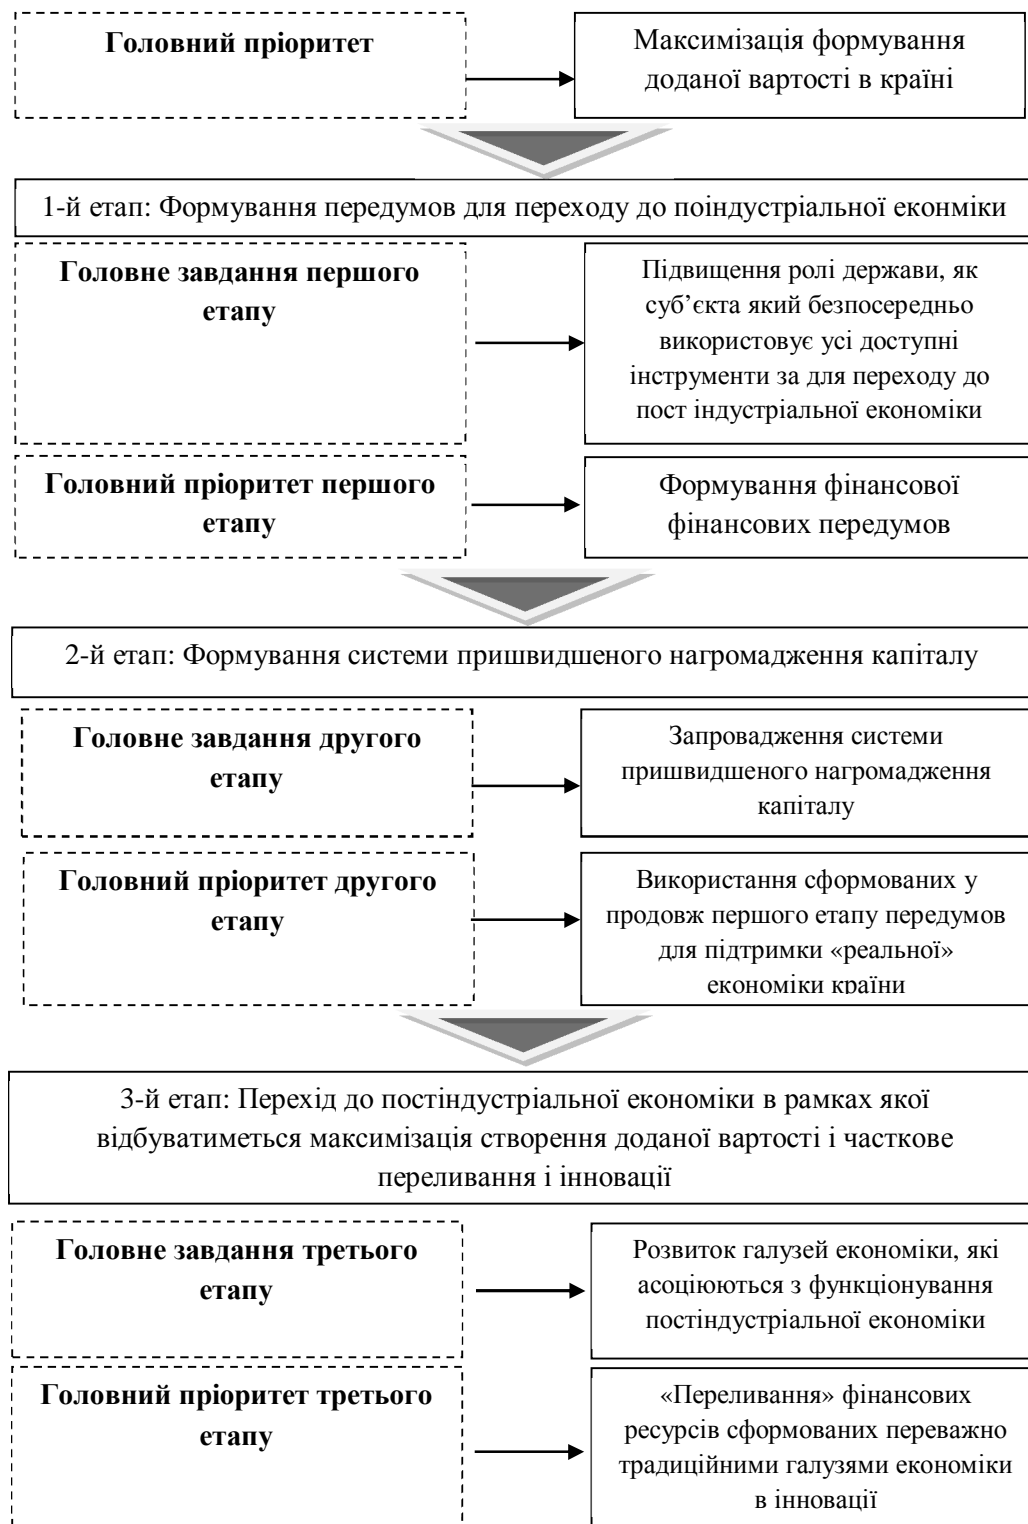 Головний пріоритет
Максимізація формування
доданої вартості в країні
1-й етап: Формування передумов для переходу до поіндустріальної еконміки
Головне завдання першого
етапу
Підвищення ролі держави, як
суб’єкта який безпосередньо
використовує усі доступні
інструменти за для переходу до
пост індустріальної економіки
Головний пріоритет першого
етапу
Формування фінансової
фінансових передумов
2-й етап: Формування системи пришвидшеного нагромадження капіталу
Головне завдання другого
етапу
Запровадження системи
пришвидшеного нагромадження
капіталу
Головний пріоритет другого
етапу
Використання сформованих у
продовж першого етапу передумов
для підтримки «реальної»
економіки країни
3-й етап: Перехід до постіндустріальної економіки в рамках якої
відбуватиметься максимізація створення доданої вартості і часткове
переливання і інновації
Головне завдання третього
етапу
Розвиток галузей економіки, які
асоціюються з функціонування
постіндустріальної економіки
Головний пріоритет третього
етапу
«Переливання» фінансових
ресурсів сформованих переважно
традиційними галузями економіки
в інновації